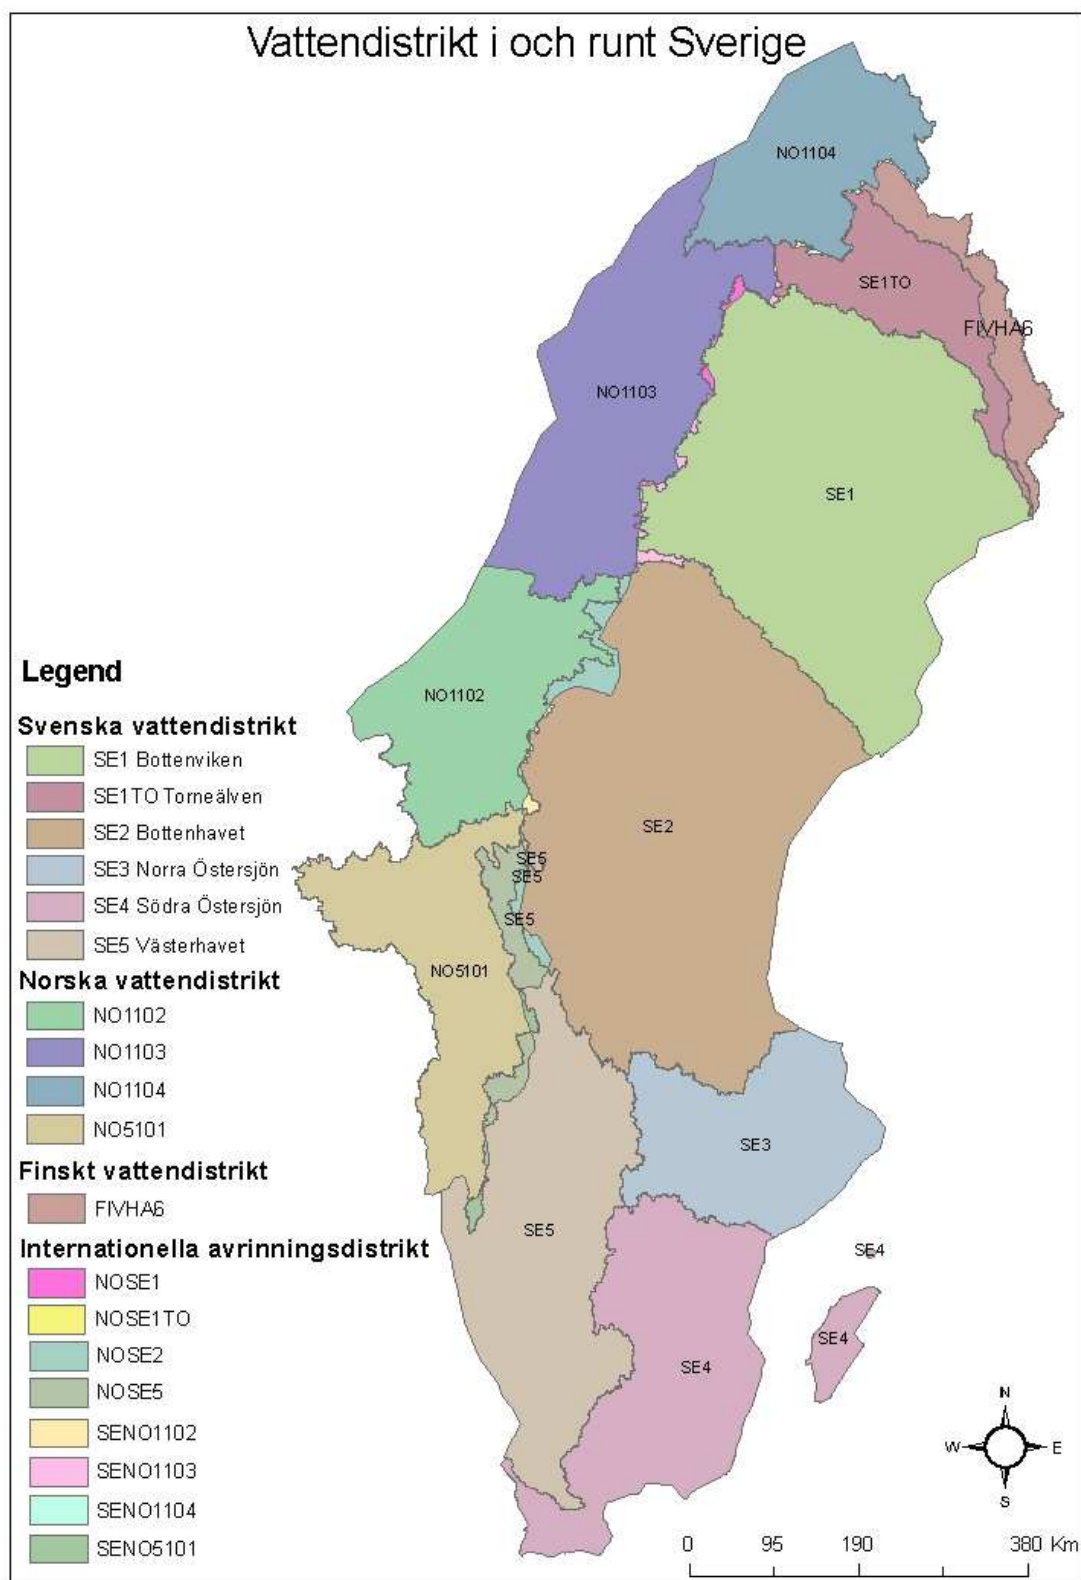 Vattendistrikt i och runt Sverige
NO1104
SE1TO
FIVHA6
NO1103
SE1
NO1102
SE2
SE5
SE5
SE5
NO5101
SE3
SE5
SE4
SE4
SE4
Legend
Svenska vattendistrikt
SE1 Bottenviken
SE1TO Torneälven
SE2 Bottenhavet
SE3 Norra Östersjön
SE4 Södra Östersjön
SE5 Västerhavet
Norska vattendistrikt
NO1102
NO1103
NO1104
NO5101
Finskt vattendistrikt
FIVHA6
Internationella avrinningsdistrikt
NOSE1
NOSE1TO
NOSE2
NOSE5
SENO1102
SENO1103
SENO1104
SENO5101
N
W E
S
0 95 190 380 Km